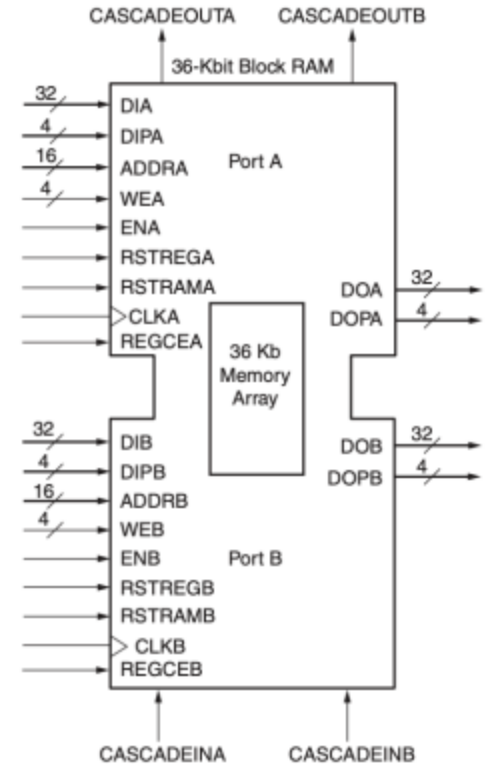 CASCADEOUTA CASCADEOUTB
36-Kbit Block RAM
32 DIA
4 DIPA
16 ADDRA
Port A
4 WEA
ENA
RSTREGA
RSTRAMA
CLKA
REGCEA
DOA 32
DOPA 4
36 Kb
Memory
Array
32 DIB
4 DIPB
16 ADDRB
4 WEB
ENB
Port B
RSTREGB
RSTRAMB
CLKB
REGCEB
DOB 32
DOPB 4
CASCADEINA CASCADEINB